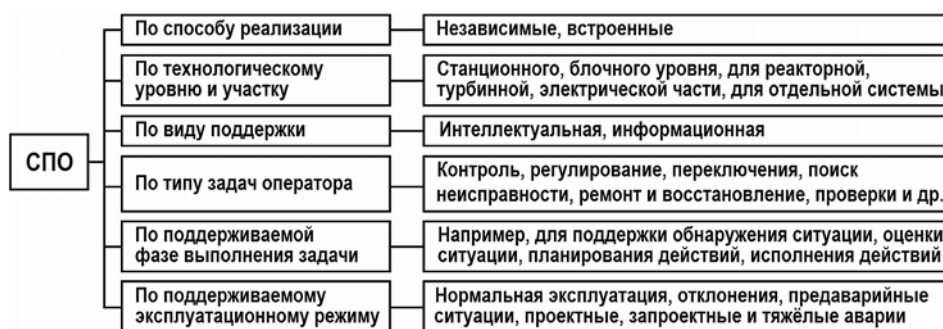 СПО
По способу реализации
Независимые, встроенные
По технологическому
уровню и участку
Станционного, блочного уровня, для реакторной,
турбинной, электрической части, для отдельной системы
По виду поддержки
Интеллектуальная, информационная
По типу задач оператора
Контроль, регулирование, переключения, поиск
неисправности, ремонт и восстановление, проверки и др.
По поддерживаемой
фазе выполнения задачи
Например, для поддержки обнаружения ситуации, оценки
ситуации, планирования действий, исполнения действий
По поддерживаемому
эксплуатационному режиму
Нормальная эксплуатация, отклонения, предаварийные
ситуации, проектные, запроектные и тяжёлые аварии